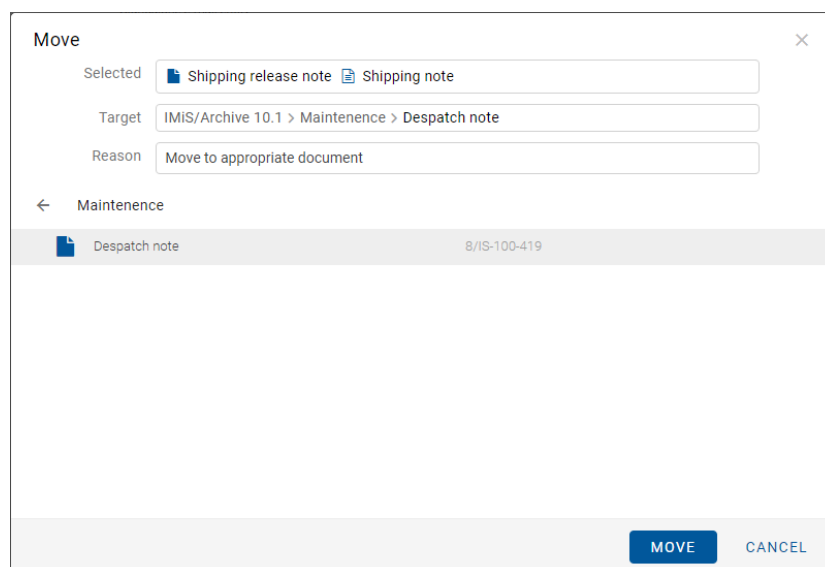 Move
Selected Shipping release note Shipping note
Target IMiS/Archive 10.1 > Maintenence > Despatch note
Reason Move to appropriate document
Maintenence
Despatch note 8/IS-100-419
MOVE CANCEL